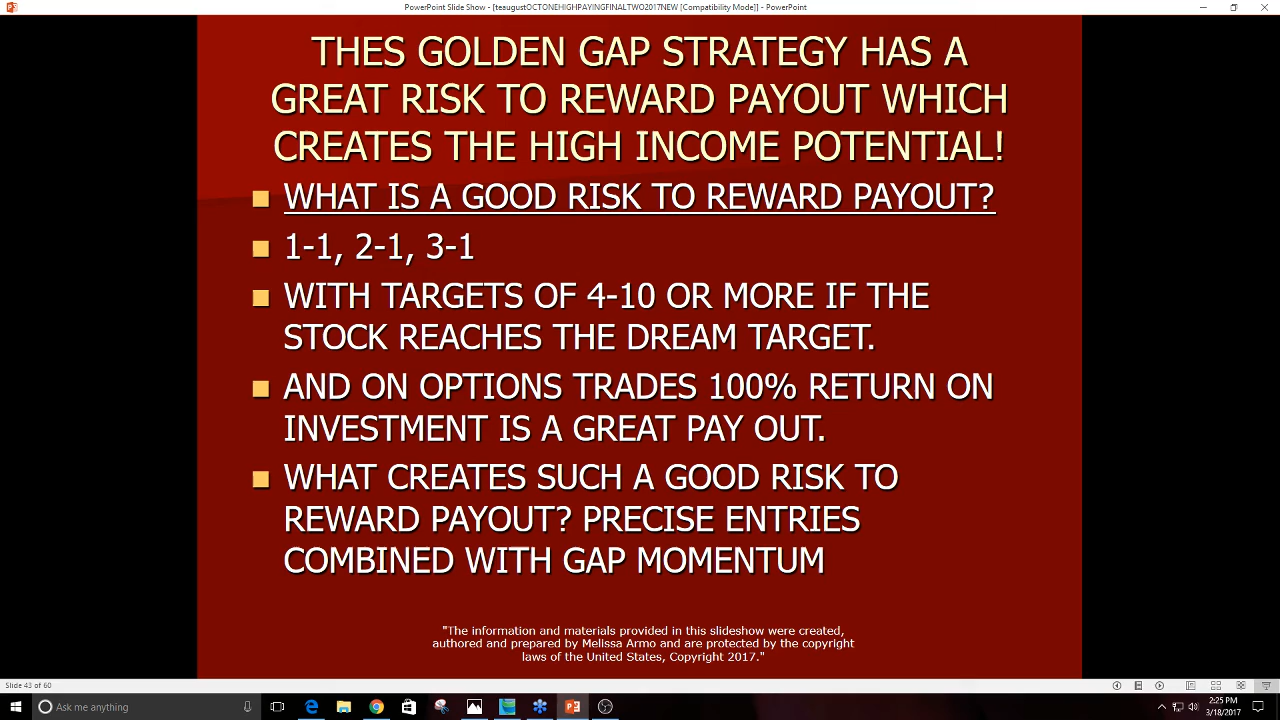 PowerPoint Slide Show - [teaugustOCTONEHIGHPAYINGFINALTWO2017NEW [Compatibility Mode]] - PowerPoint
THES GOLDEN GAP STRATEGY HAS A
GREAT RISK TO REWARD PAYOUT WHICH
CREATES THE HIGH INCOME POTENTIAL!
WHAT IS A GOOD RISK TO REWARD PAYOUT?
1-1, 2-1, 3-1
WITH TARGETS OF 4-10 OR MORE IF THE
STOCK REACHES THE DREAM TARGET.
AND ON OPTIONS TRADES 100% RETURN ON
INVESTMENT IS A GREAT PAY OUT.
WHAT CREATES SUCH A GOOD RISK TO
REWARD PAYOUT? PRECISE ENTRIES
COMBINED WITH GAP MOMENTUM
"The information and materials provided in this slideshow were created,
authored and prepared by Melissa Armo and are protected by the copyright
laws of the United States, Copyright 2017."
Slide 43 of 60
Ask me anything
2:25 PM
3/18/2017